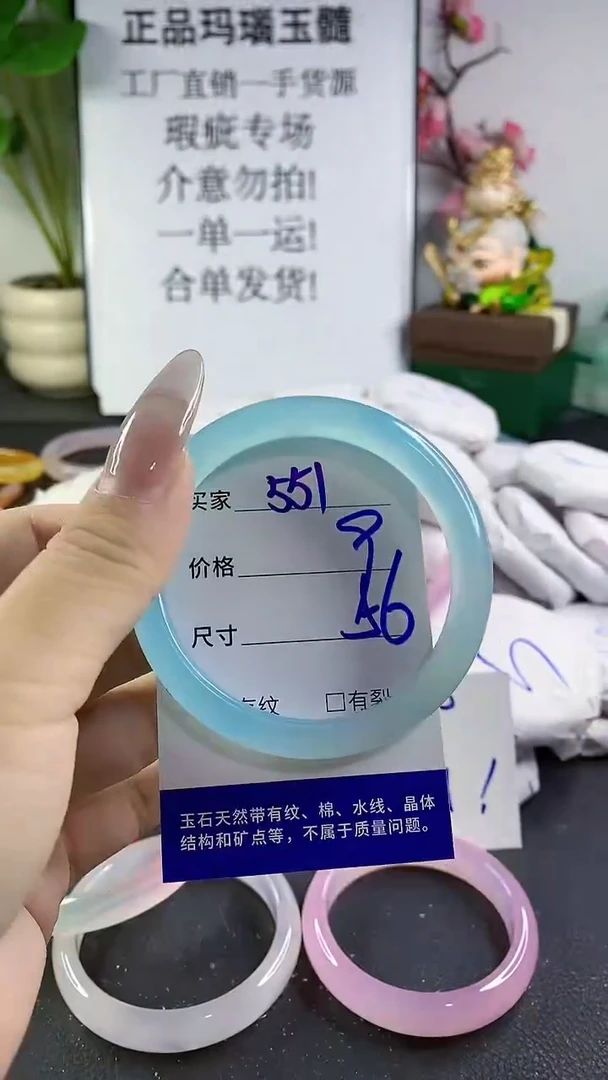 正品玛瑙玉髓
工厂直销一手货源
瑕疵专场
介意勿拍!
一单一运!
合单发货!
买家 551
价格 9
尺寸 56
有纹 □有裂
玉石天然带有纹、棉、水线、晶体
结构和矿点等，不属于质量问题。
!